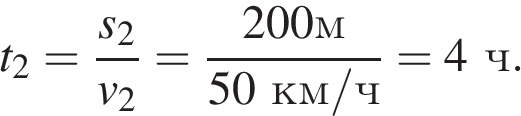 t₂ = s₂/v₂ = 200м/50 км/ч = 4 ч.